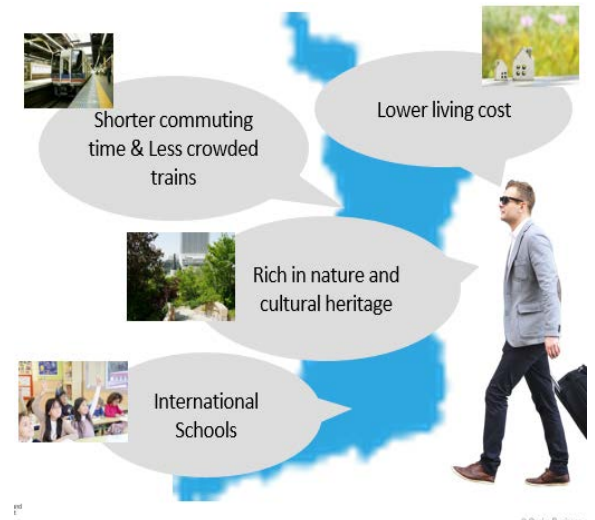 Lower living cost
Shorter commuting
time & Less crowded
trains
Rich in nature and
cultural heritage
International
Schools